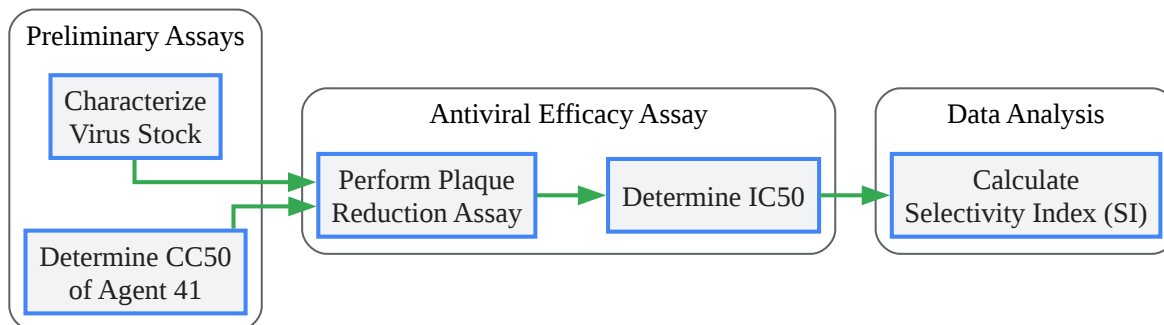 Preliminary Assays
Characterize
Virus Stock
Determine CC50
of Agent 41
Antiviral Efficacy Assay
Perform Plaque
Reduction Assay
Determine IC50
Data Analysis
Calculate
Selectivity Index (SI)